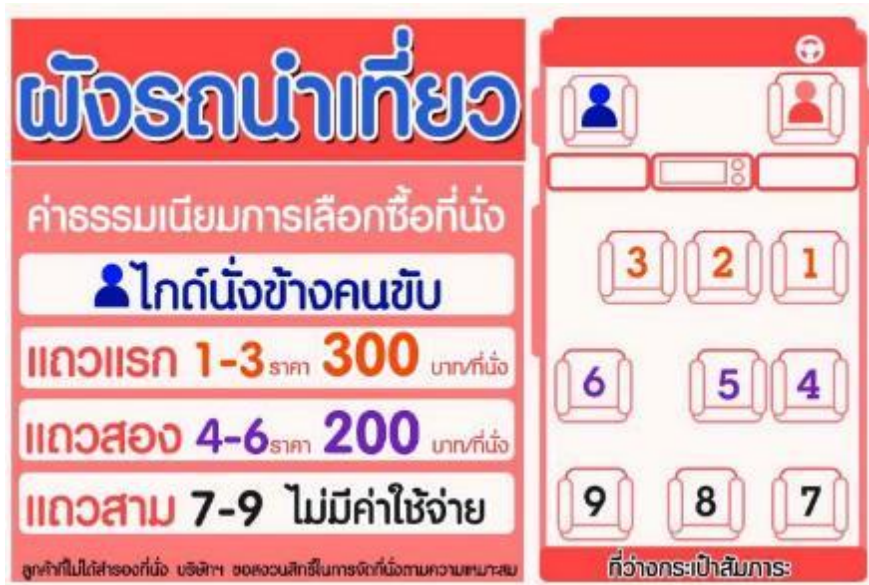 ผังรถนำเที่ยว
ค่าธรรมเนียมการเลือกซื้อที่นั่ง
ไกด์นั่งข้างคนขับ
แถวแรก 1-3 ราคา 300 บาท/ที่นั่ง
แถวสอง 4-6 ราคา 200 บาท/ที่นั่ง
แถวสาม 7-9 ไม่มีค่าใช้จ่าย
ลูกค้าที่ไม่ได้สำรองที่นั่ง บริษัทฯ ขอสงวนสิทธิ์ในการจัดที่นั่งตามความเหมาะสม
3 2 1
6 5 4
9 8 7
ที่ว่างกระเป๋าสัมภาระ